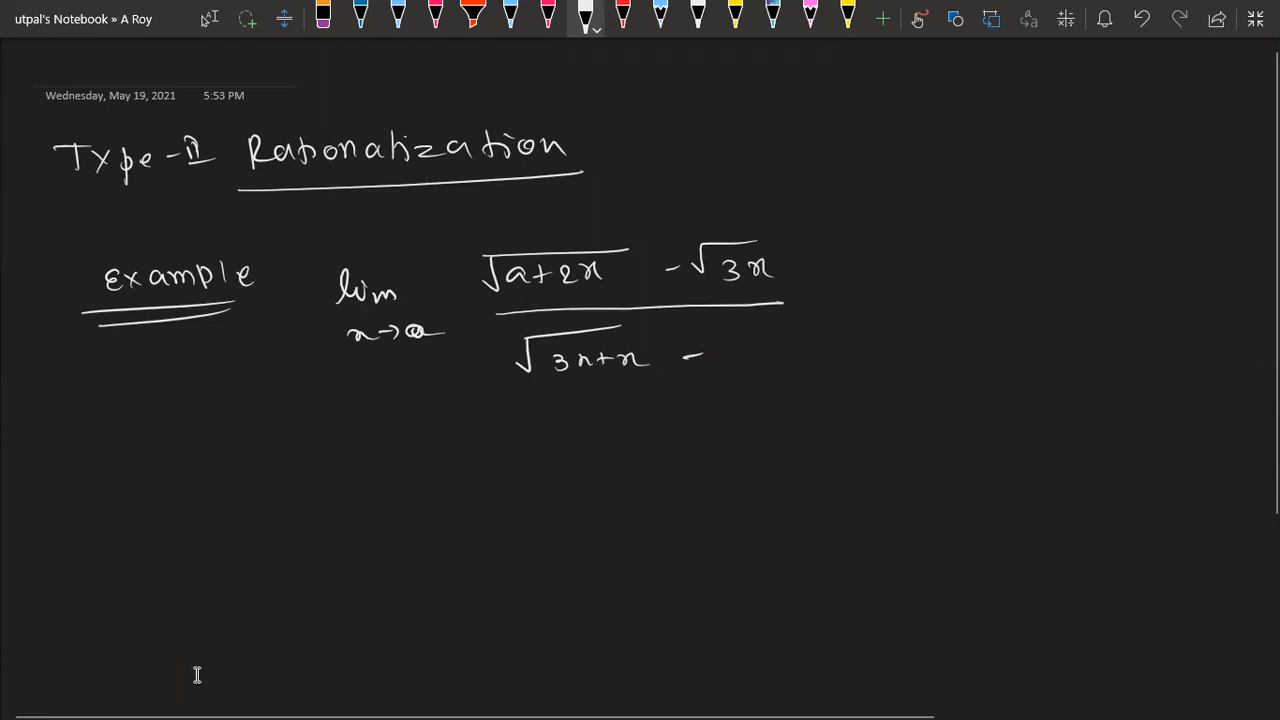 utpal's Notebook » A Roy
Wednesday, May 19, 2021 5:53 PM
Type-II Rationalization
Example lim x→a (√(a+2x) - √(3x)) / (√(3x+x) -